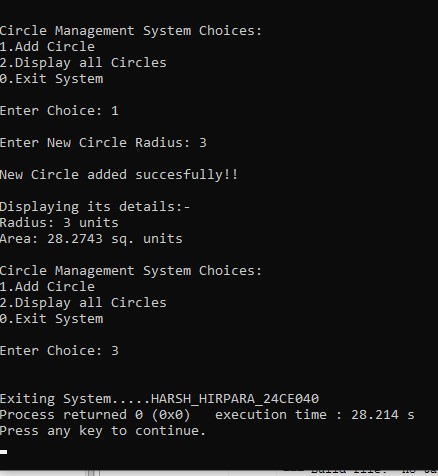 Circle Management System Choices:
1.Add Circle
2.Display all Circles
0.Exit System
Enter Choice: 1
Enter New Circle Radius: 3
New Circle added succesfully!!
Displaying its details:-
Radius: 3 units
Area: 28.2743 sq. units
Circle Management System Choices:
1.Add Circle
2.Display all Circles
0.Exit System
Enter Choice: 3
Exiting System.....HARSH_HIRPARA_24CE040
Process returned 0 (0x0)   execution time : 28.214 s
Press any key to continue.